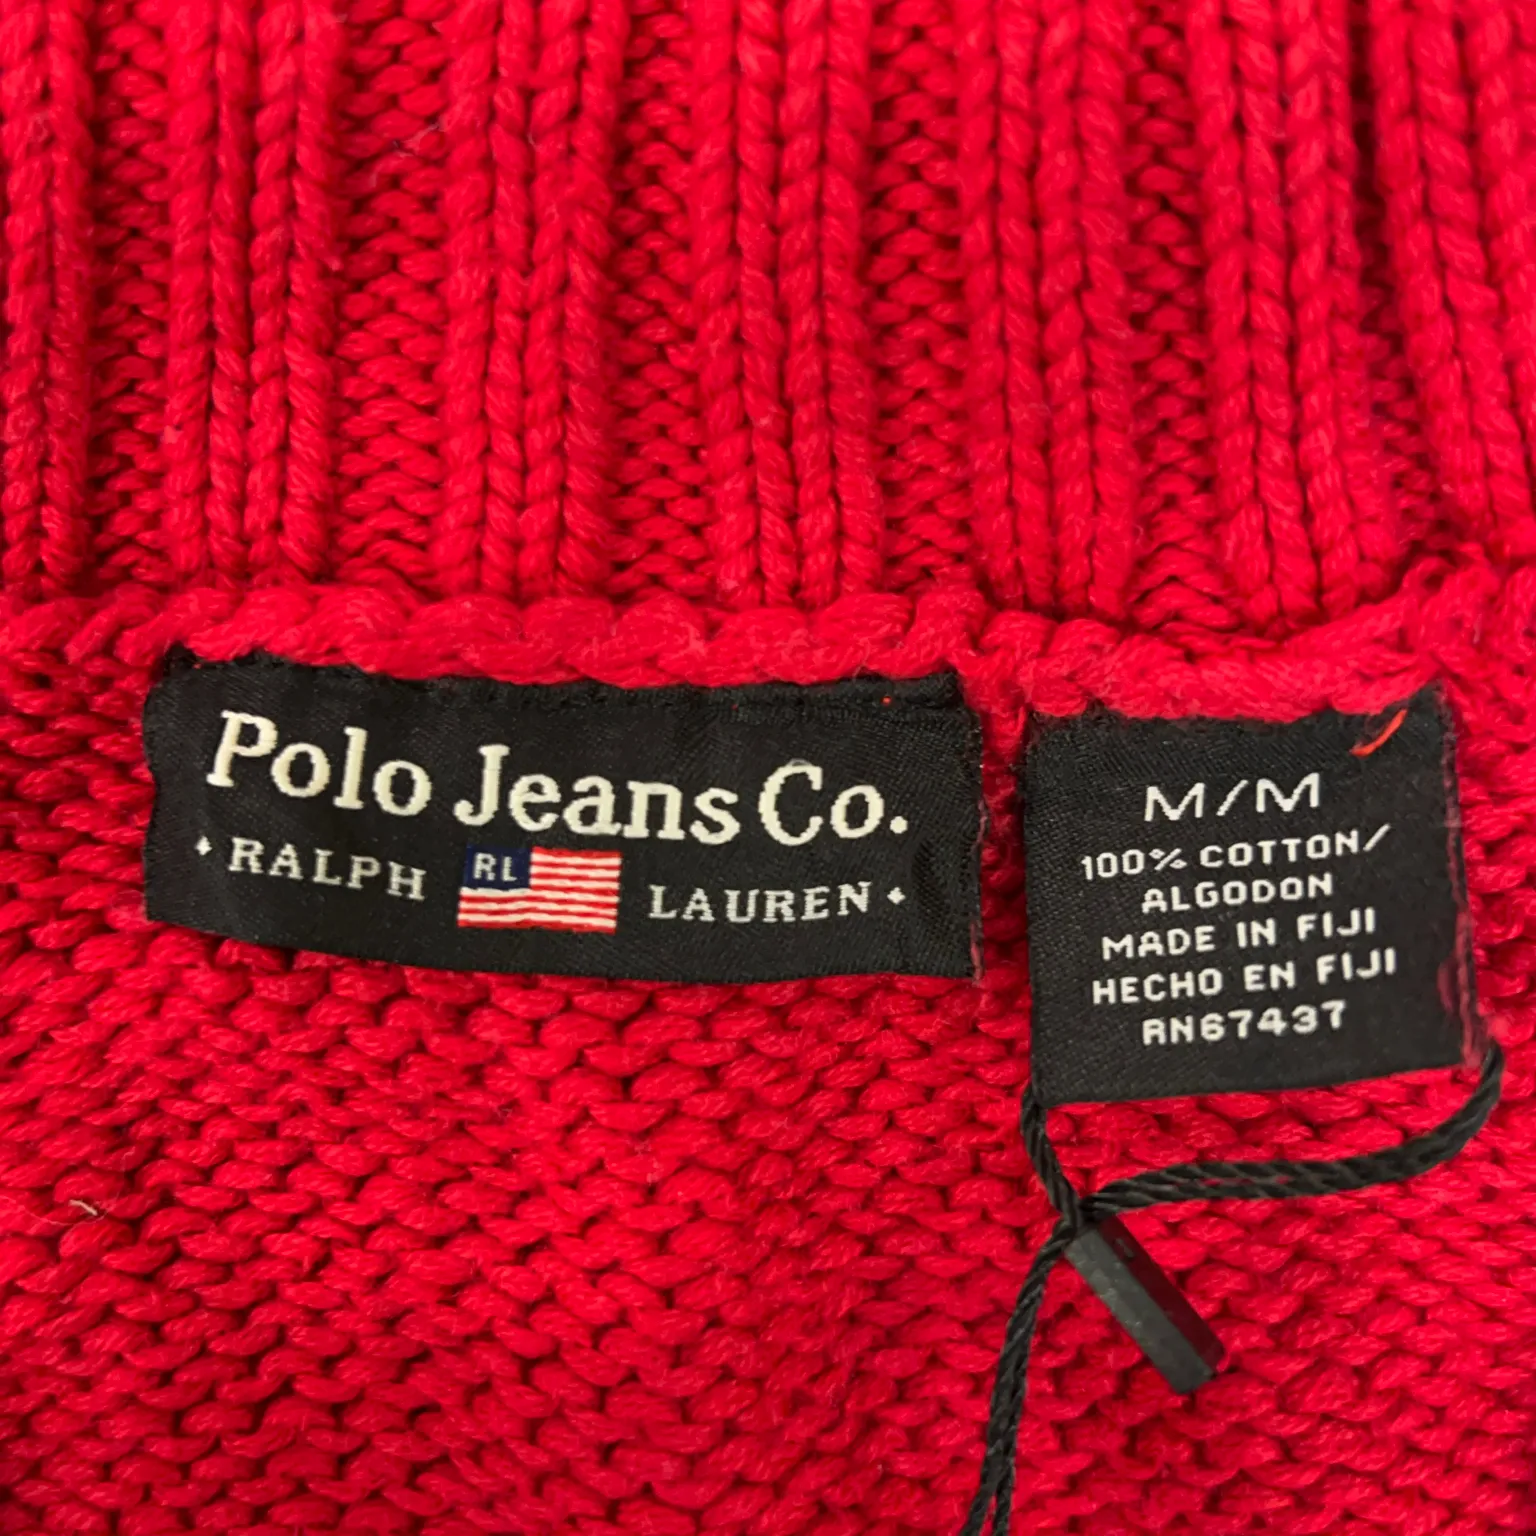 Polo Jeans Co.
RALPH RL LAUREN
M/M
100% COTTON/
ALGODON
MADE IN FIJI
HECHO EN FIJI
RN67437